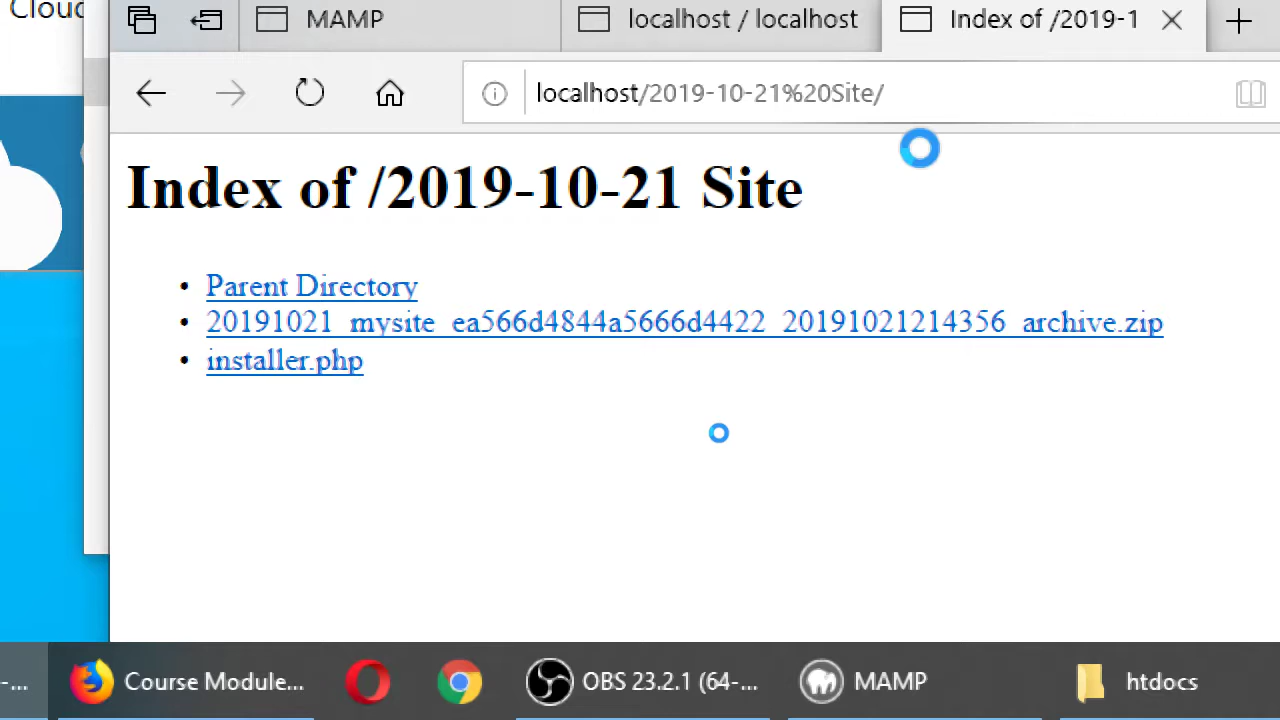 Cloud
MAMP
localhost / localhost
Index of /2019-1
localhost/2019-10-21%20Site/
Index of /2019-10-21 Site
• Parent Directory
• 20191021_mysite_ea566d4844a5666d4422_20191021214356_archive.zip
• installer.php
-...
Course Module...
OBS 23.2.1 (64-...
MAMP
htdocs